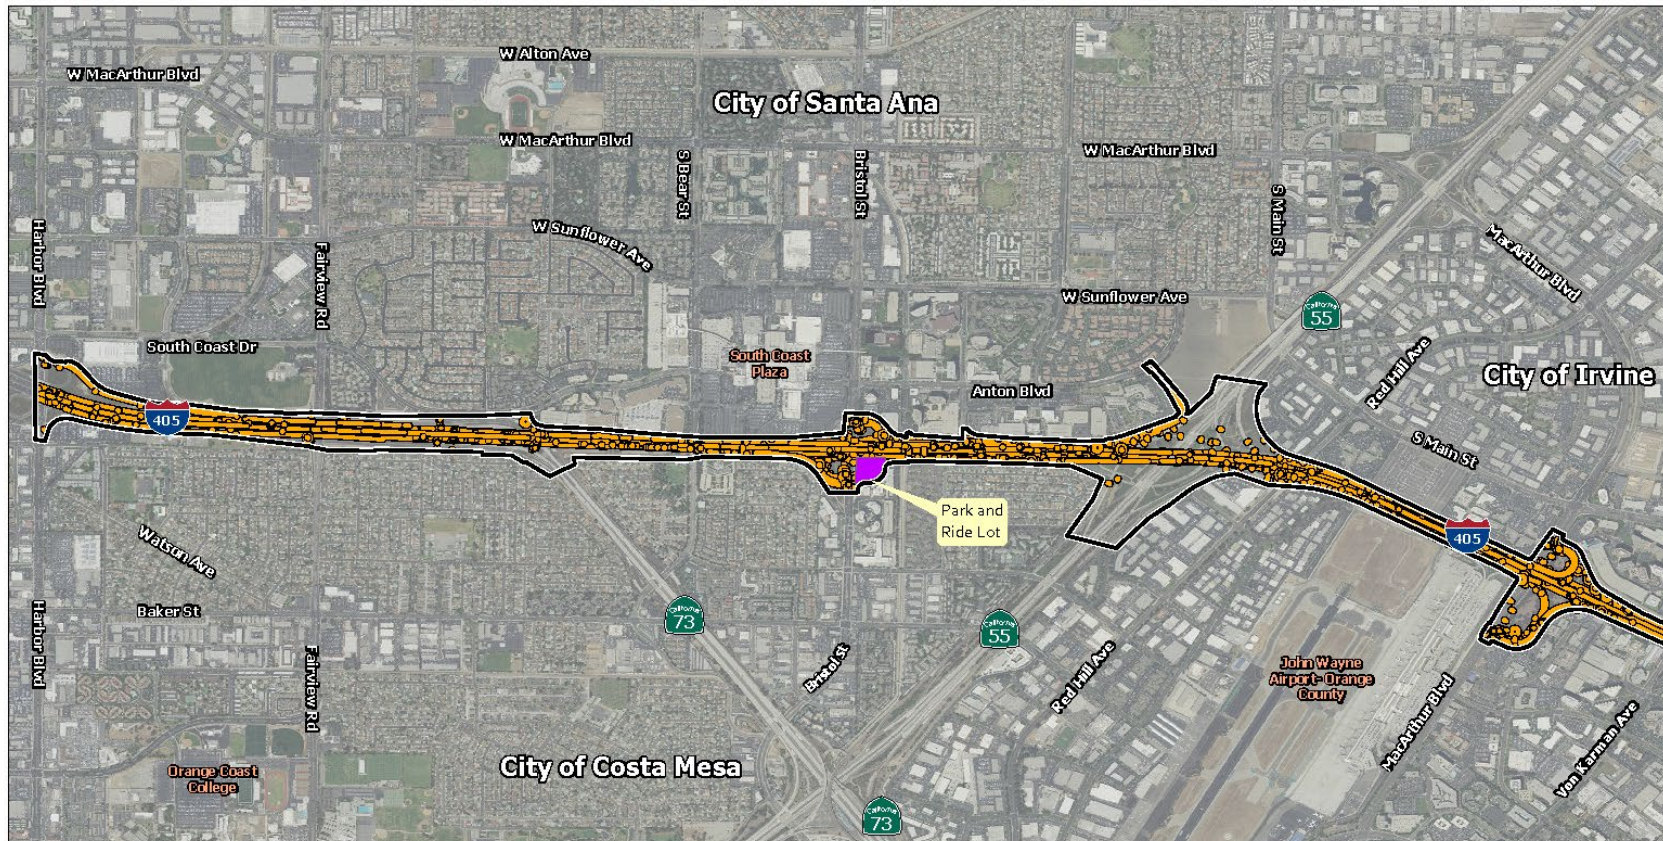 W Alton Ave
W MacArthur Blvd
City of Santa Ana
W MacArthur Blvd
W MacArthur Blvd
S Bear St
Bristol St
S Main St
Harbor Blvd
Fairview Rd
W Sunflower Ave
MacArthur Blvd
W Sunflower Ave
California
55
South Coast Dr
South Coast
Plaza
Red Hill Ave
City of Irvine
Anton Blvd
405
S Main St
Park and
Ride Lot
405
Watson Ave
Baker St
California
73
California
55
Harbor Blvd
Fairview Rd
Bristol St
Red Hill Ave
John Wayne
Airport- Orange
County
MacArthur Blvd
Von Karman Ave
City of Costa Mesa
Orange Coast
College
California
73